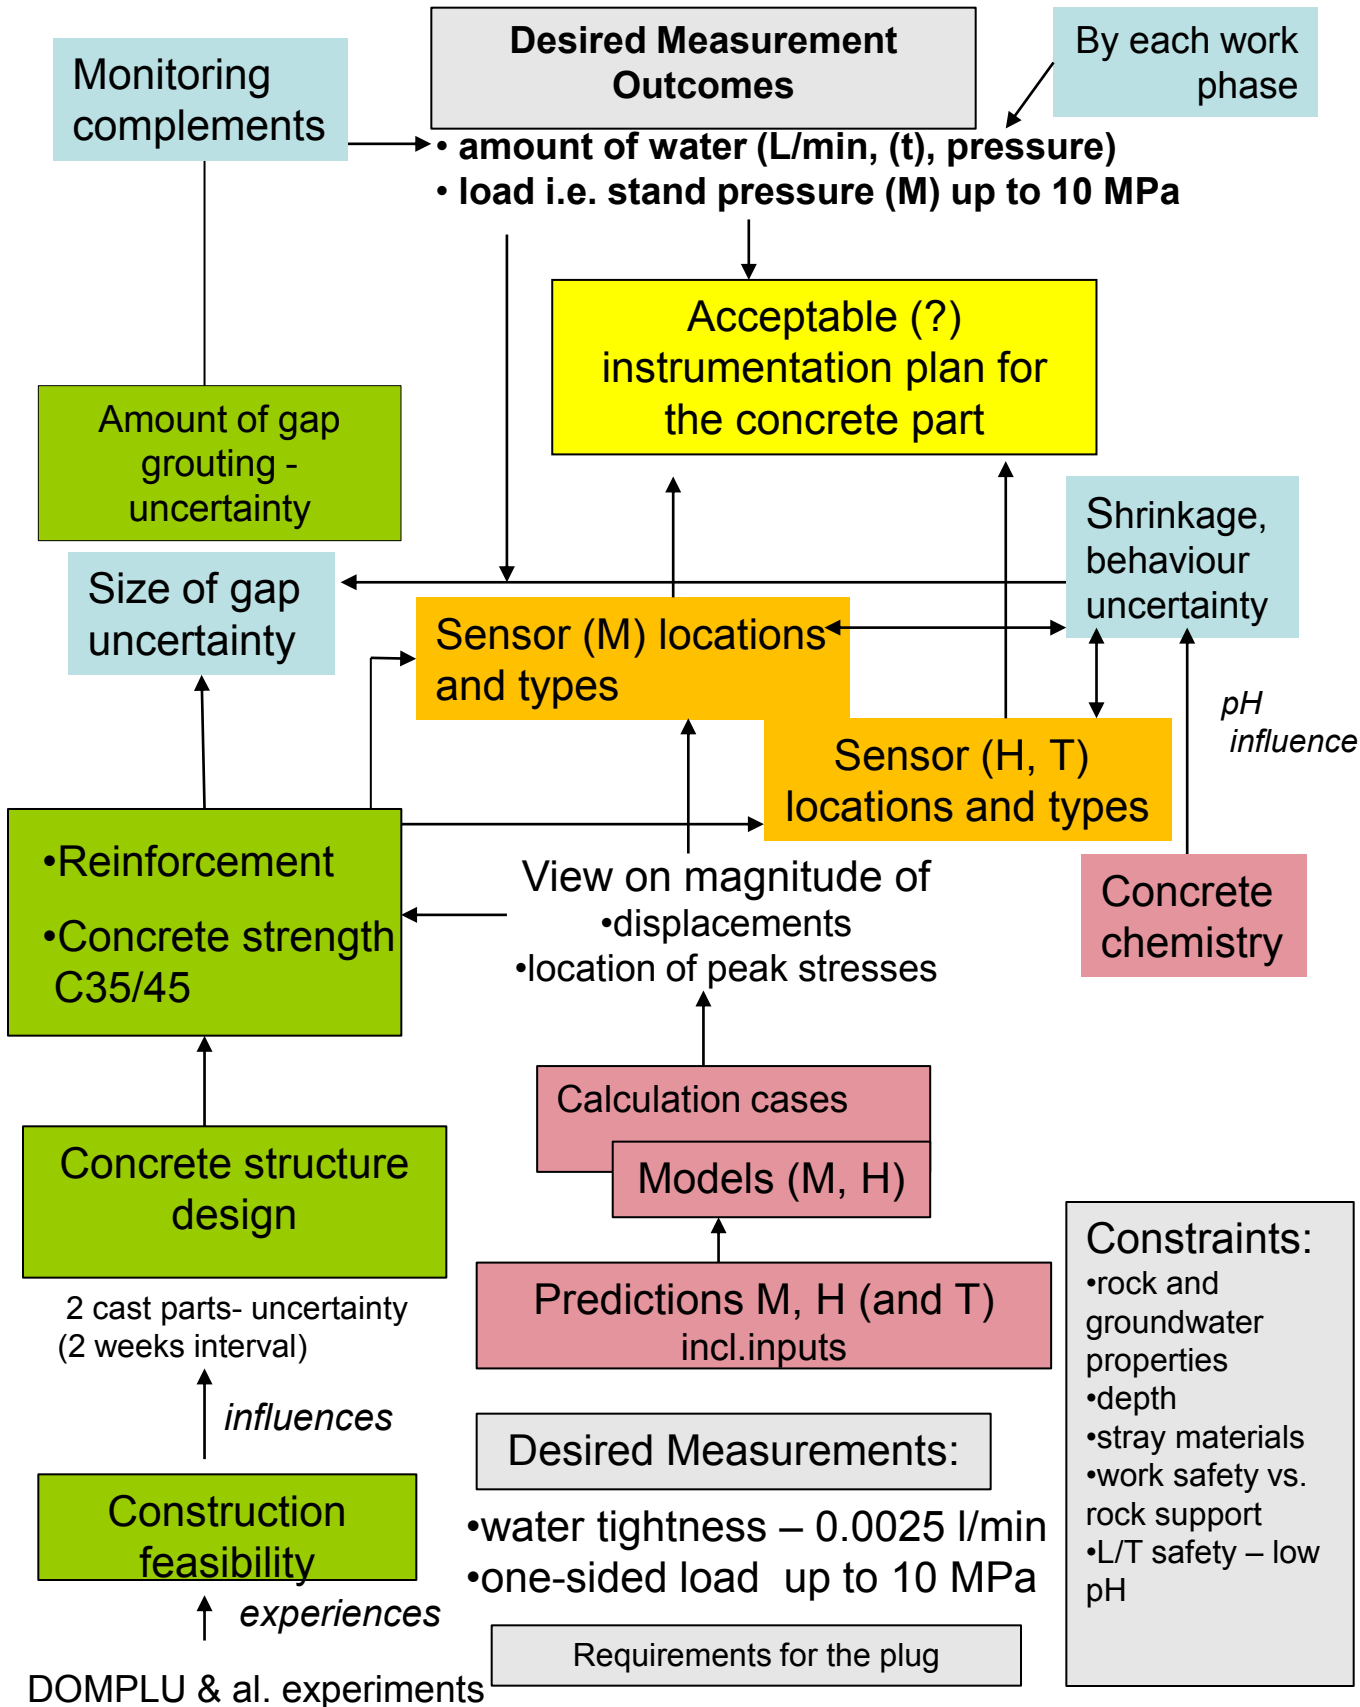 Desired Measurement
Outcomes
By each work
phase
Monitoring
complements
• amount of water (L/min, (t), pressure)
• load i.e. stand pressure (M) up to 10 MPa
Acceptable (?)
instrumentation plan for
the concrete part
Amount of gap
grouting -
uncertainty
Shrinkage,
behaviour
uncertainty
Size of gap
uncertainty
Sensor (M) locations
and types
pH
influence
Sensor (H, T)
locations and types
•Reinforcement
•Concrete strength
C35/45
View on magnitude of
•displacements
•location of peak stresses
Concrete
chemistry
Calculation cases
Models (M, H)
Concrete structure
design
2 cast parts- uncertainty
(2 weeks interval)
Predictions M, H (and T)
incl.inputs
influences
Construction
feasibility
experiences
DOMPLU & al. experiments
Desired Measurements:
•water tightness – 0.0025 l/min
•one-sided load up to 10 MPa
Requirements for the plug
Constraints:
•rock and
groundwater
properties
•depth
•stray materials
•work safety vs.
rock support
•L/T safety – low
pH